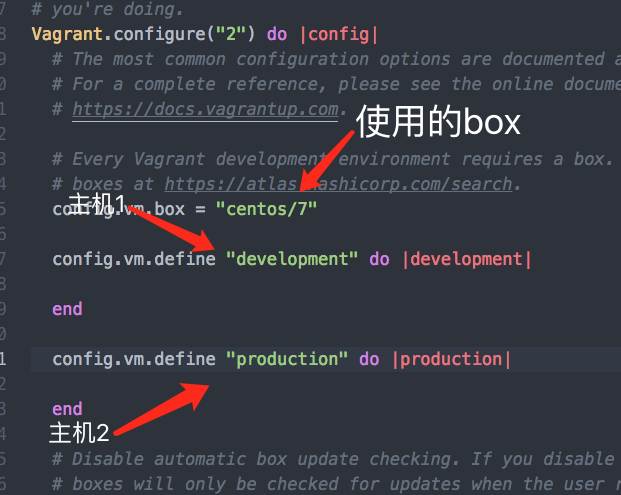 # you're doing.
Vagrant.configure("2") do |config|
# The most common configuration options are documented a
# For a complete reference, please see the online docume
# https://docs.vagrantup.com.
使用的box
# Every Vagrant development environment requires a box.
# boxes at https://atlas.hashicorp.com/search.
主机1
config.vm.box = "centos/7"
config.vm.define "development" do |development|
end
config.vm.define "production" do |production|
end
主机2
# Disable automatic box update checking. If you disable
# boxes will only be checked for updates when the user